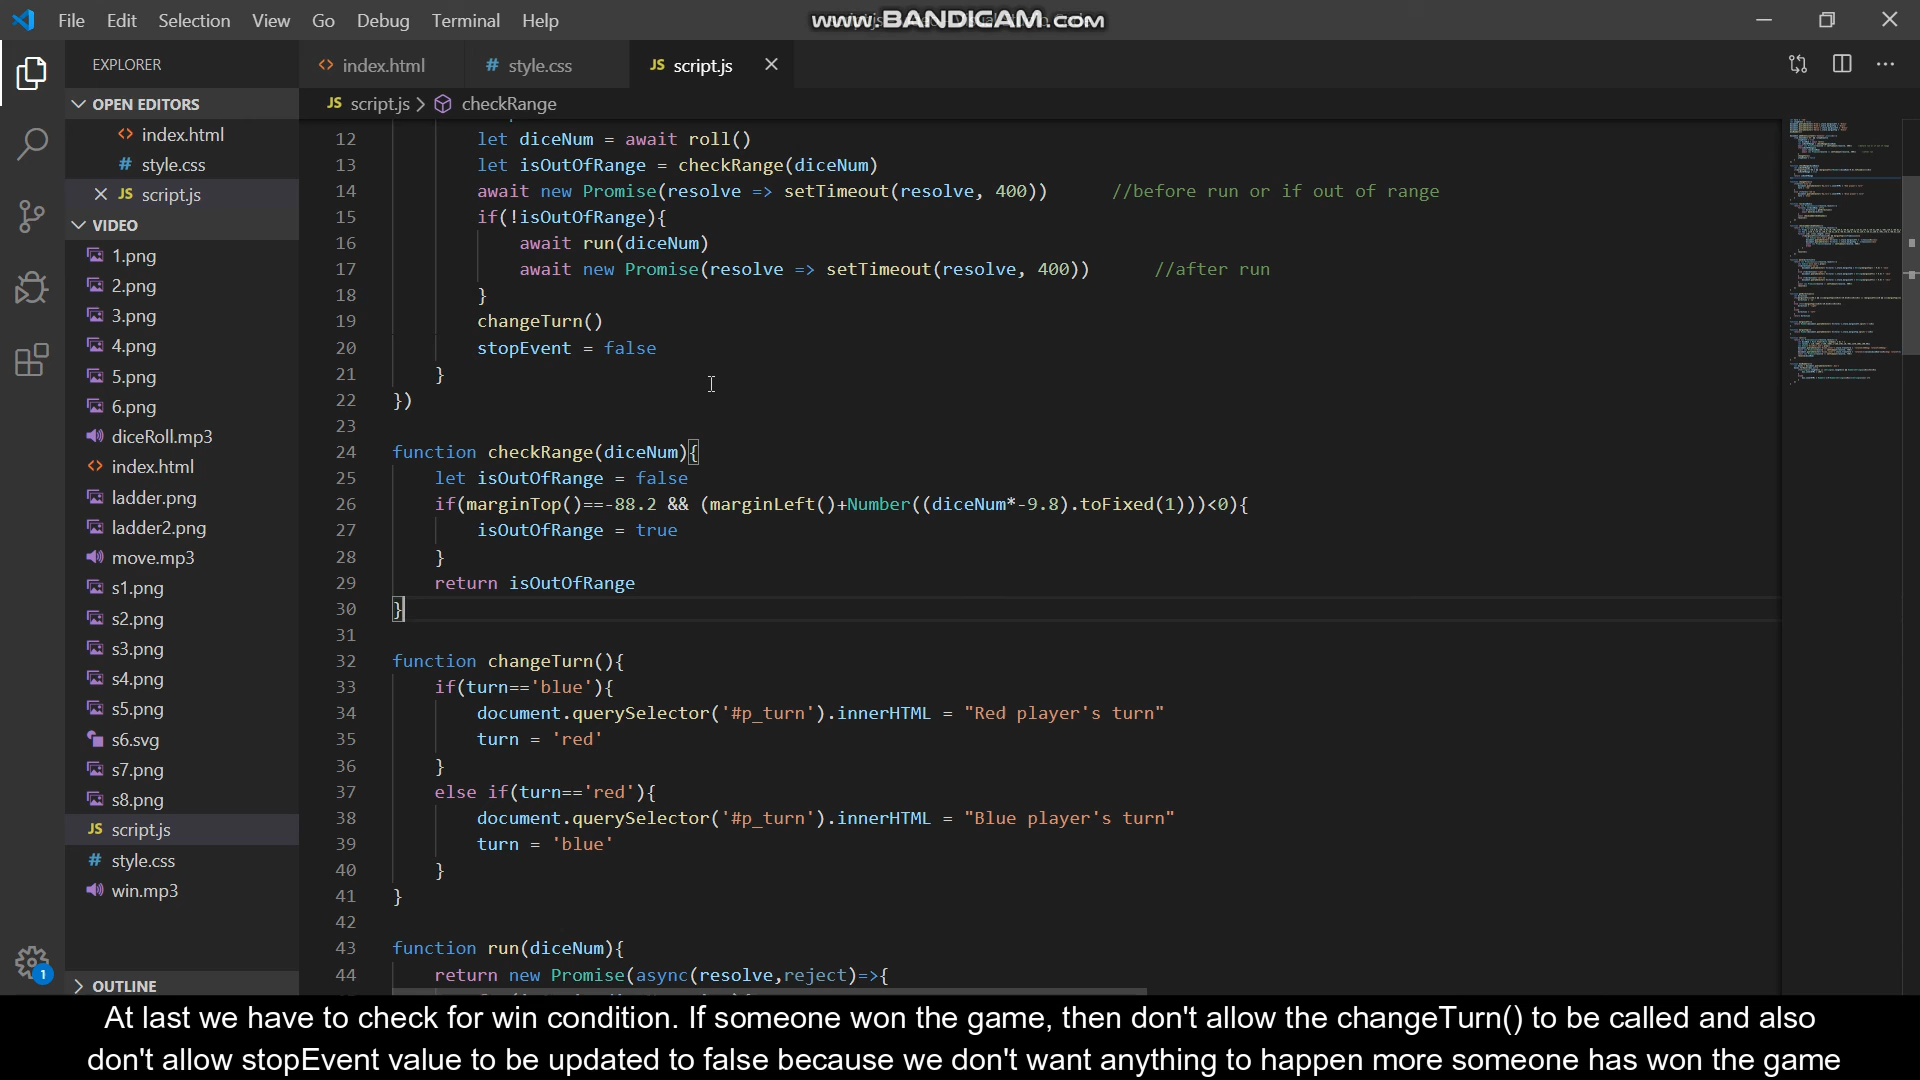 File Edit Selection View Go Debug Terminal Help
www.BANDICAM.com
EXPLORER
OPEN EDITORS
index.html
style.css
script.js
VIDEO
1.png
2.png
3.png
4.png
5.png
6.png
diceRoll.mp3
index.html
ladder.png
ladder2.png
move.mp3
s1.png
s2.png
s3.png
s4.png
s5.png
s6.svg
s7.png
s8.png
script.js
style.css
win.mp3
OUTLINE
1
index.html # style.css JS script.js
JS script.js > checkRange
12 let diceNum = await roll()
13 let isOutOfRange = checkRange(diceNum)
14 await new Promise(resolve => setTimeout(resolve, 400)) //before run or if out of range
15 if(!isOutOfRange){
16 await run(diceNum)
17 await new Promise(resolve => setTimeout(resolve, 400)) //after run
18 }
19 changeTurn()
20 stopEvent = false
21 }
22 })
23
24 function checkRange(diceNum){
25 let isOutOfRange = false
26 if(marginTop()==-88.2 && (marginLeft()+Number((diceNum*-9.8).toFixed(1)))<0){
27 isOutOfRange = true
28 }
29 return isOutOfRange
30 }
31
32 function changeTurn(){
33 if(turn=='blue'){
34 document.querySelector('#p_turn').innerHTML = "Red player's turn"
35 turn = 'red'
36 }
37 else if(turn=='red'){
38 document.querySelector('#p_turn').innerHTML = "Blue player's turn"
39 turn = 'blue'
40 }
41 }
42
43 function run(diceNum){
44 return new Promise(async(resolve,reject)=>{
At last we have to check for win condition. If someone won the game, then don't allow the changeTurn() to be called and also
don't allow stopEvent value to be updated to false because we don't want anything to happen more someone has won the game